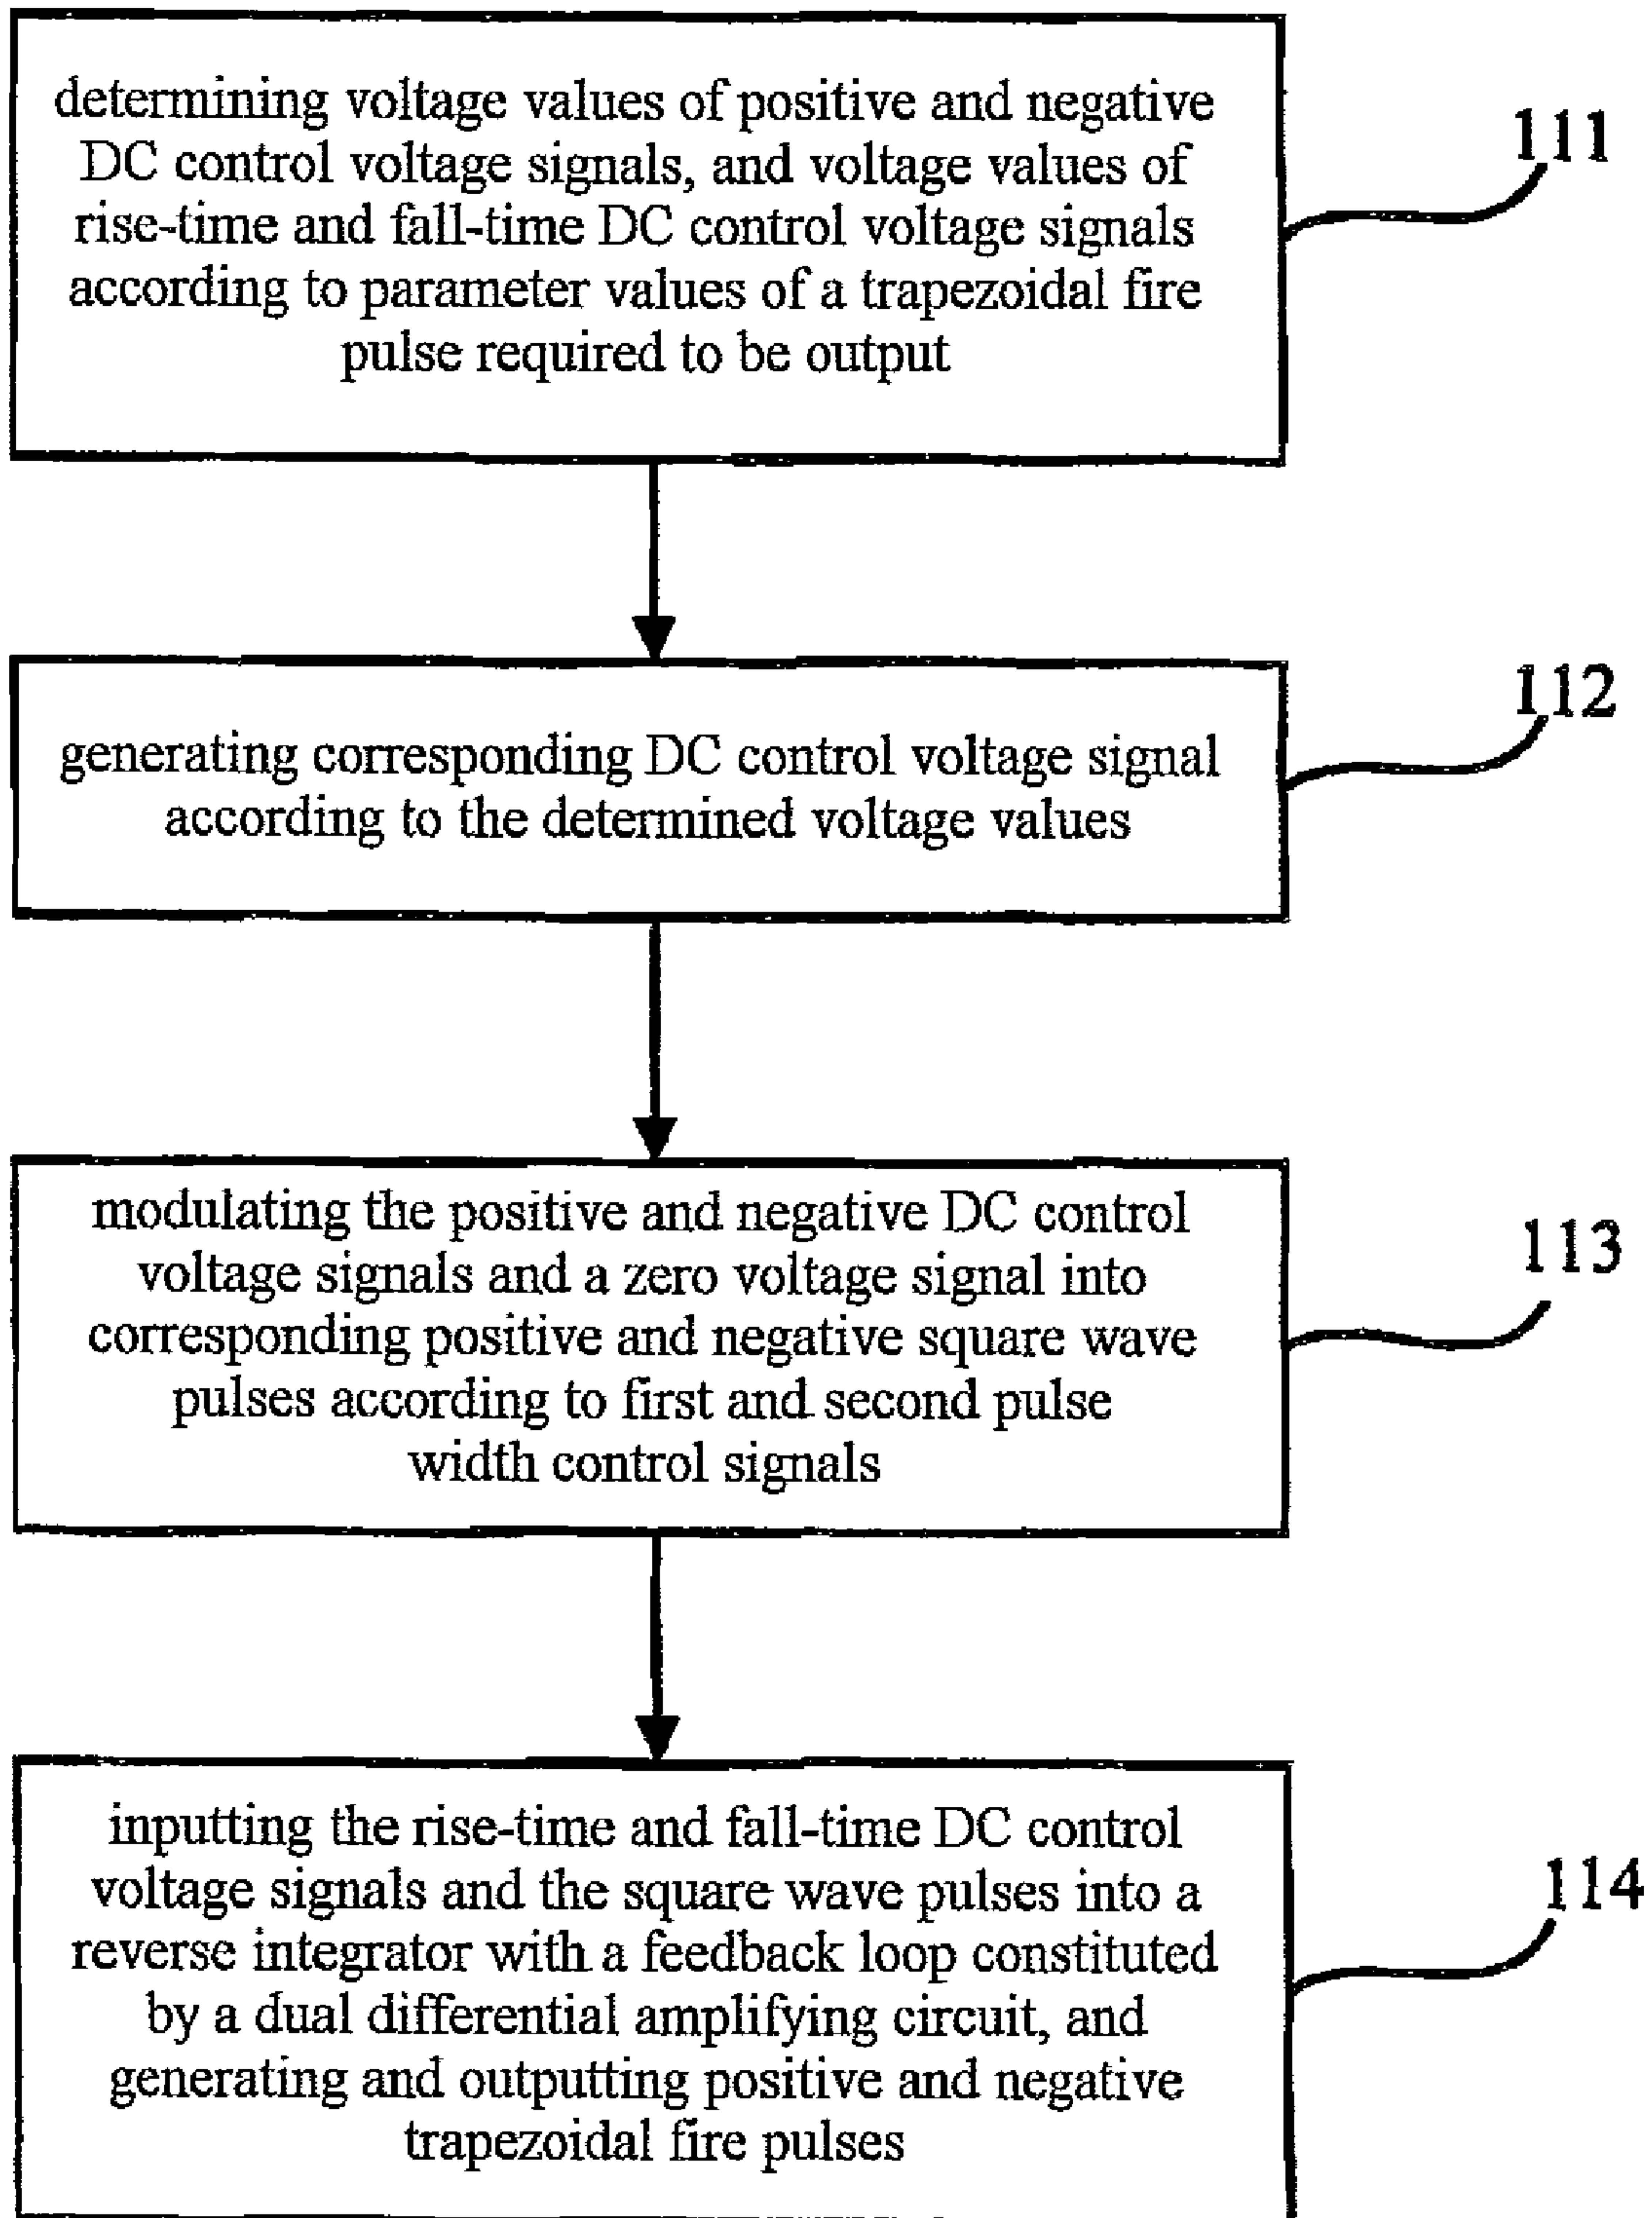 determining voltage values of positive and negative
DC control voltage signals, and voltage values of
rise-time and fall-time DC control voltage signals
according to parameter values of a trapezoidal fire
pulse required to be output
111
generating corresponding DC control voltage signal
according to the determined voltage values
112
modulating the positive and negative DC control
voltage signals and a zero voltage signal into
corresponding positive and negative square wave
pulses according to first and second pulse
width control signals
113
inputting the rise-time and fall-time DC control
voltage signals and the square wave pulses into a
reverse integrator with a feedback loop constituted
by a dual differential amplifying circuit, and
generating and outputting positive and negative
trapezoidal fire pulses
114